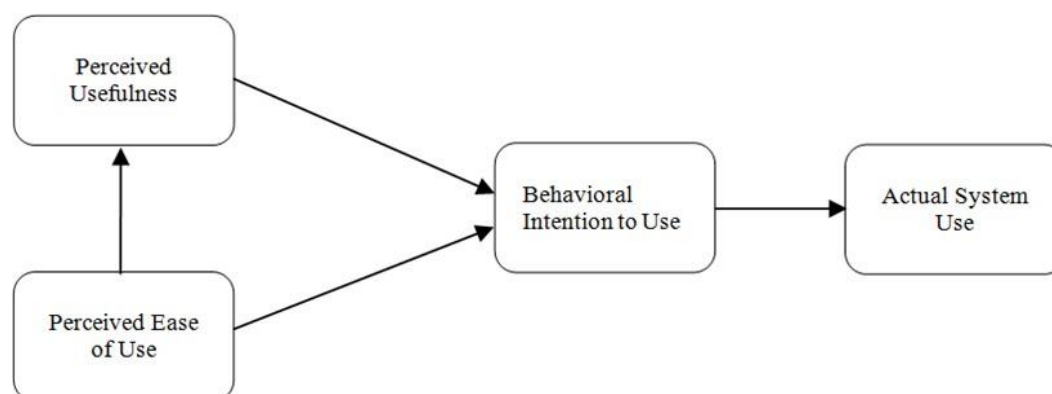 Perceived
Usefulness
Behavioral
Intention to Use
Actual System
Use
Perceived Ease
of Use